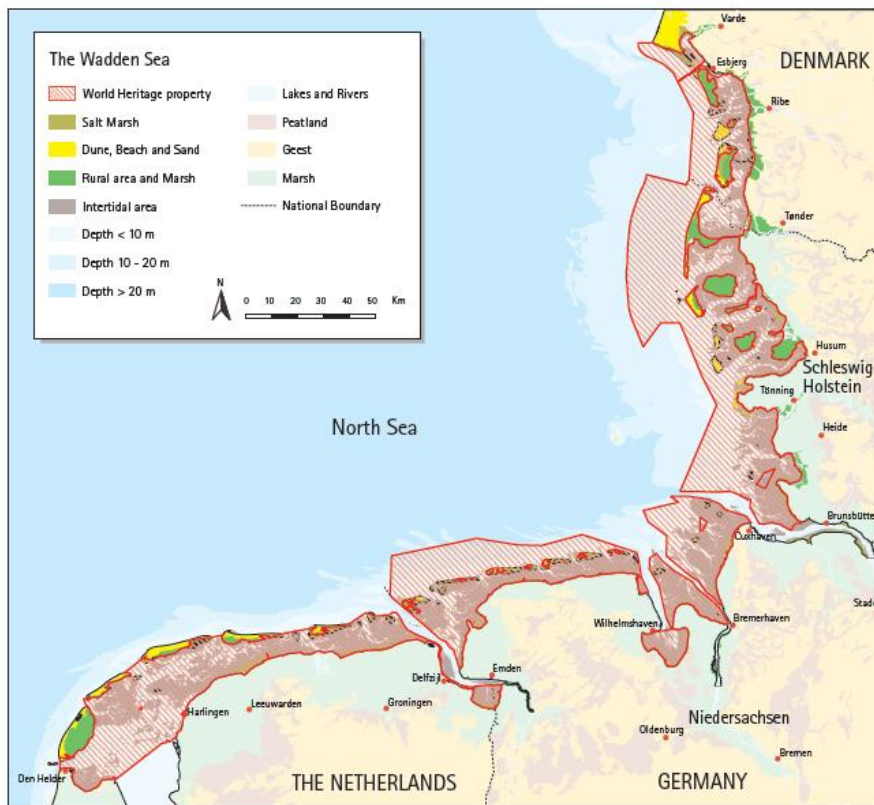 The Wadden Sea
World Heritage property
Salt Marsh
Dune, Beach and Sand
Rural area and Marsh
Intertidal area
Depth < 10 m
Depth 10 - 20 m
Depth > 20 m
Lakes and Rivers
Peatland
Geest
Marsh
National Boundary
N
0 10 20 30 40 50 Km
Varde
Esbjerg
DENMARK
Ribe
Tønder
Husum
Schleswig
Holstein
Tönning
Heide
North Sea
Brunsbütte
Cuxhaven
Stade
Wilhelmshaven
Bremerhaven
Delfzijl
Emden
Harlingen
Leeuwarden
Groningen
Oldenburg
Niedersachsen
Bremen
Den Helder
THE NETHERLANDS
GERMANY